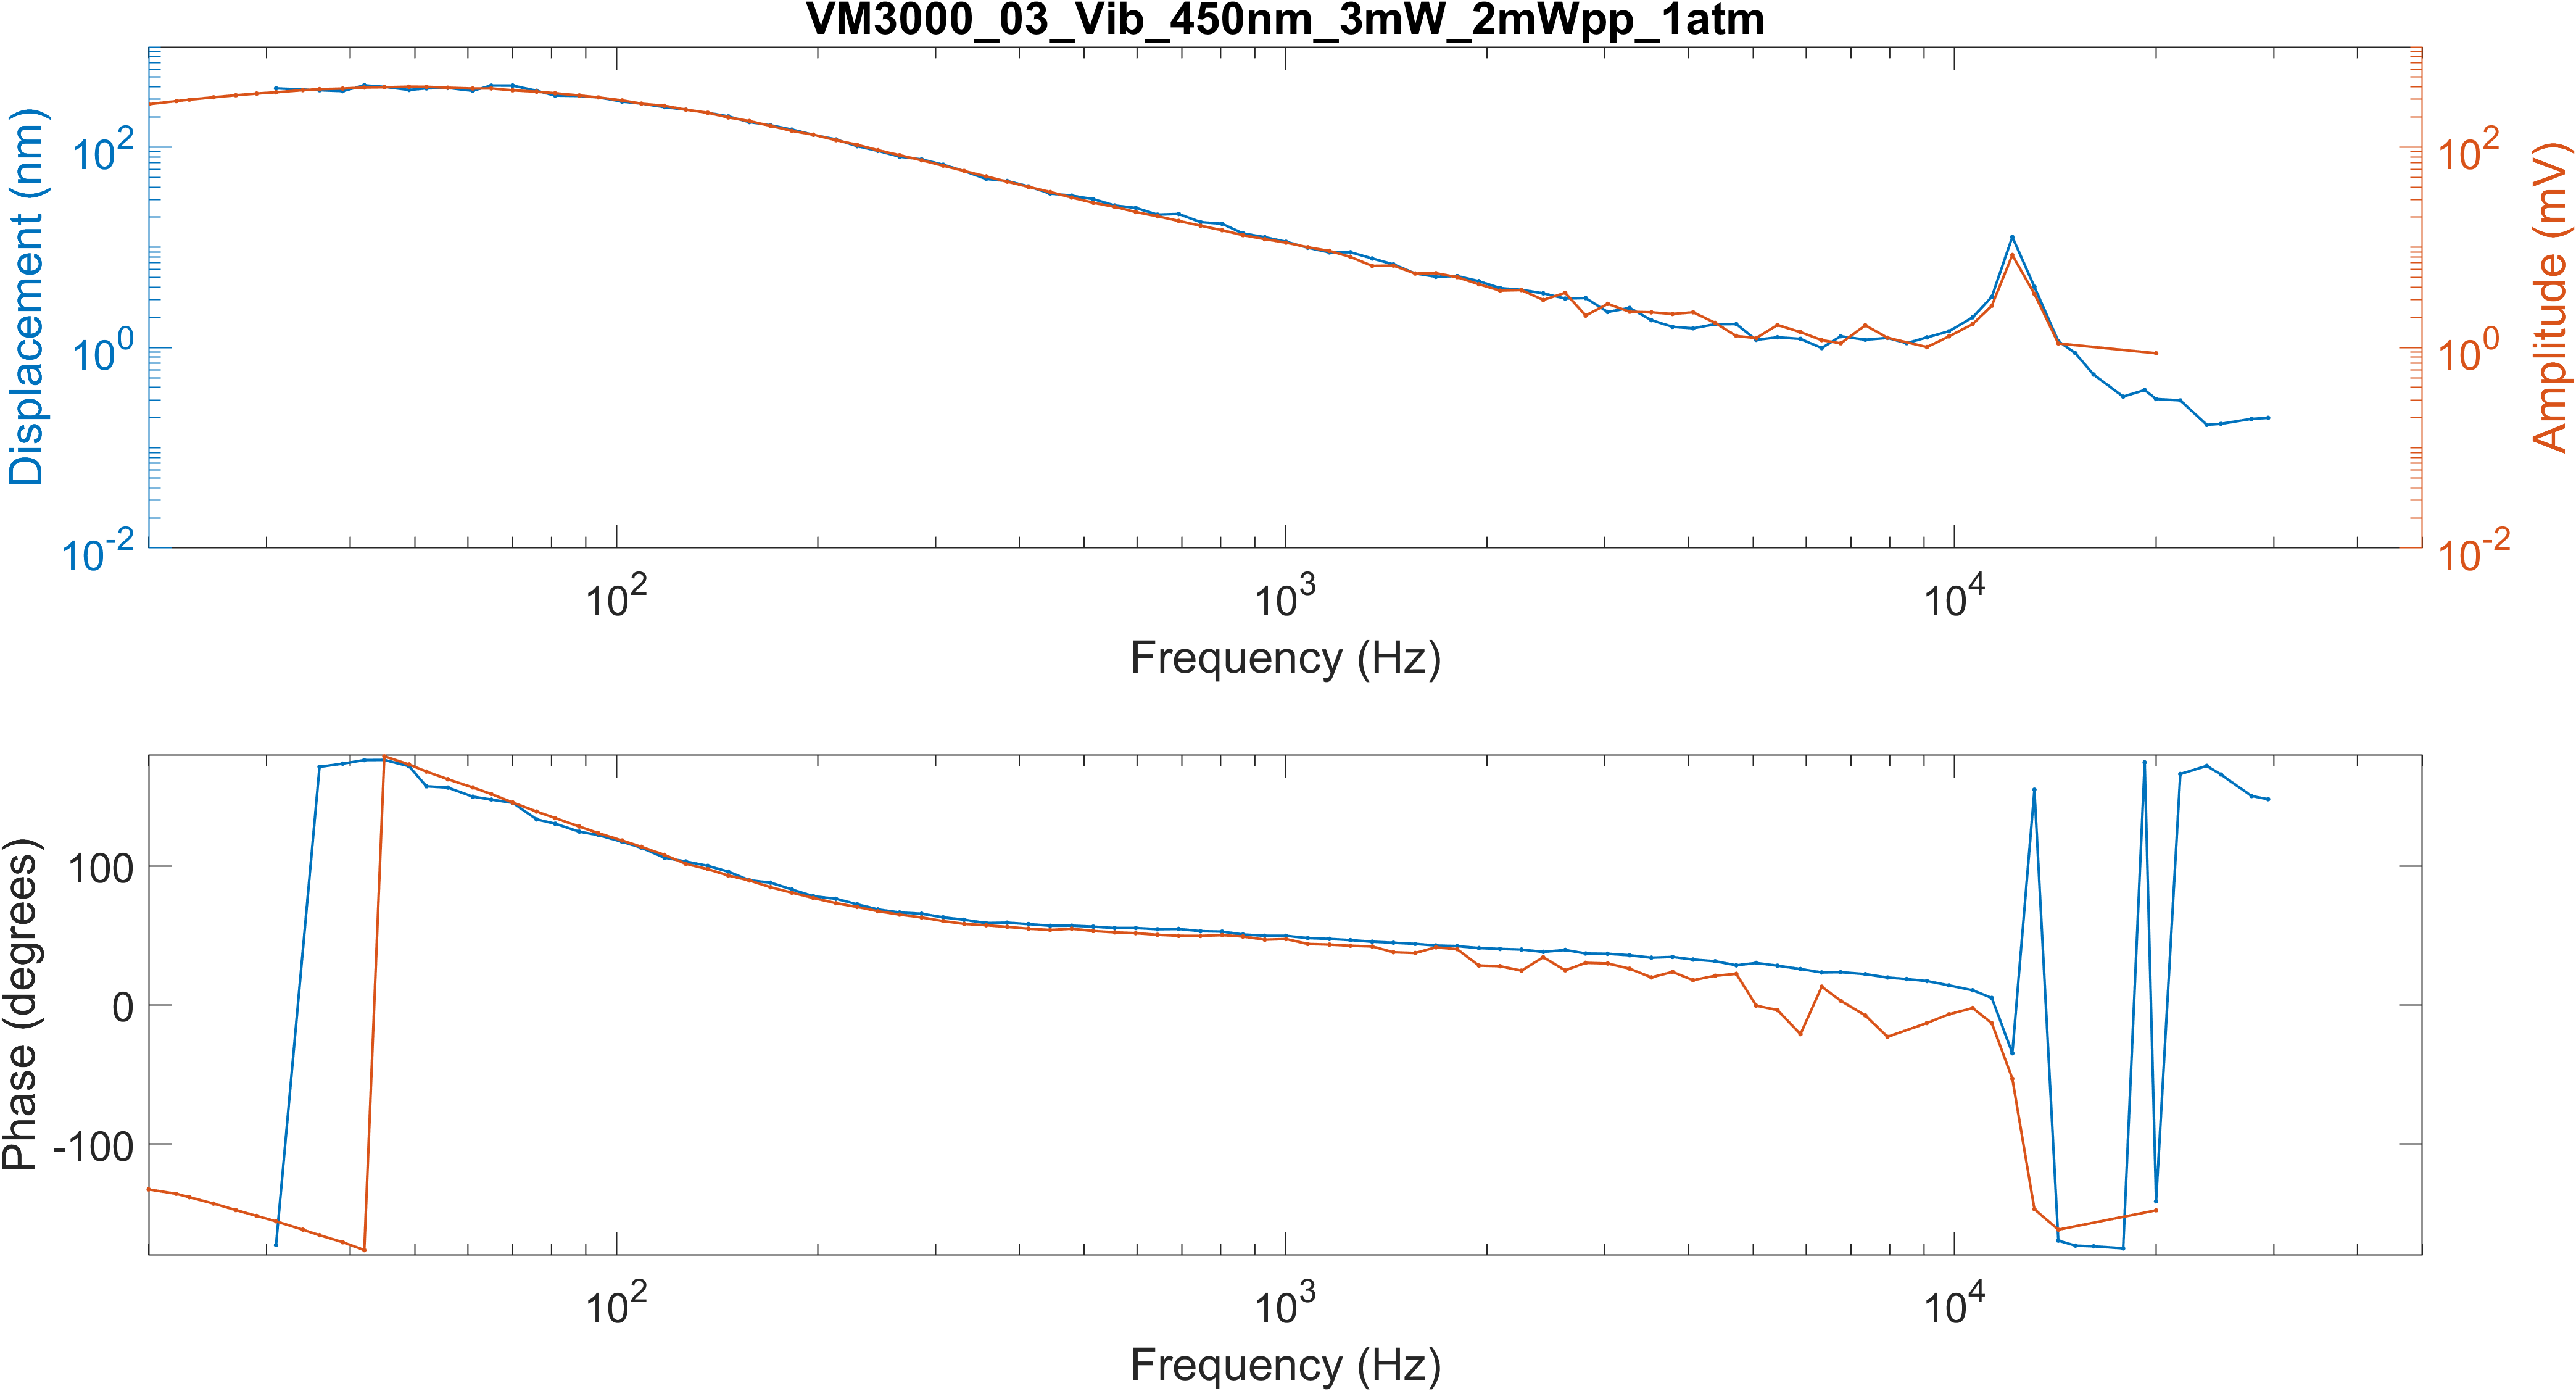 VM3000_03_Vib_450nm_3mW_2mWpp_1atm
Displacement (nm)
10^2
10^0
10^-2
10^2
10^0
10^-2
Amplitude (mV)
10^2 10^3 10^4
Frequency (Hz)
Phase (degrees)
100
0
-100
10^2 10^3 10^4
Frequency (Hz)